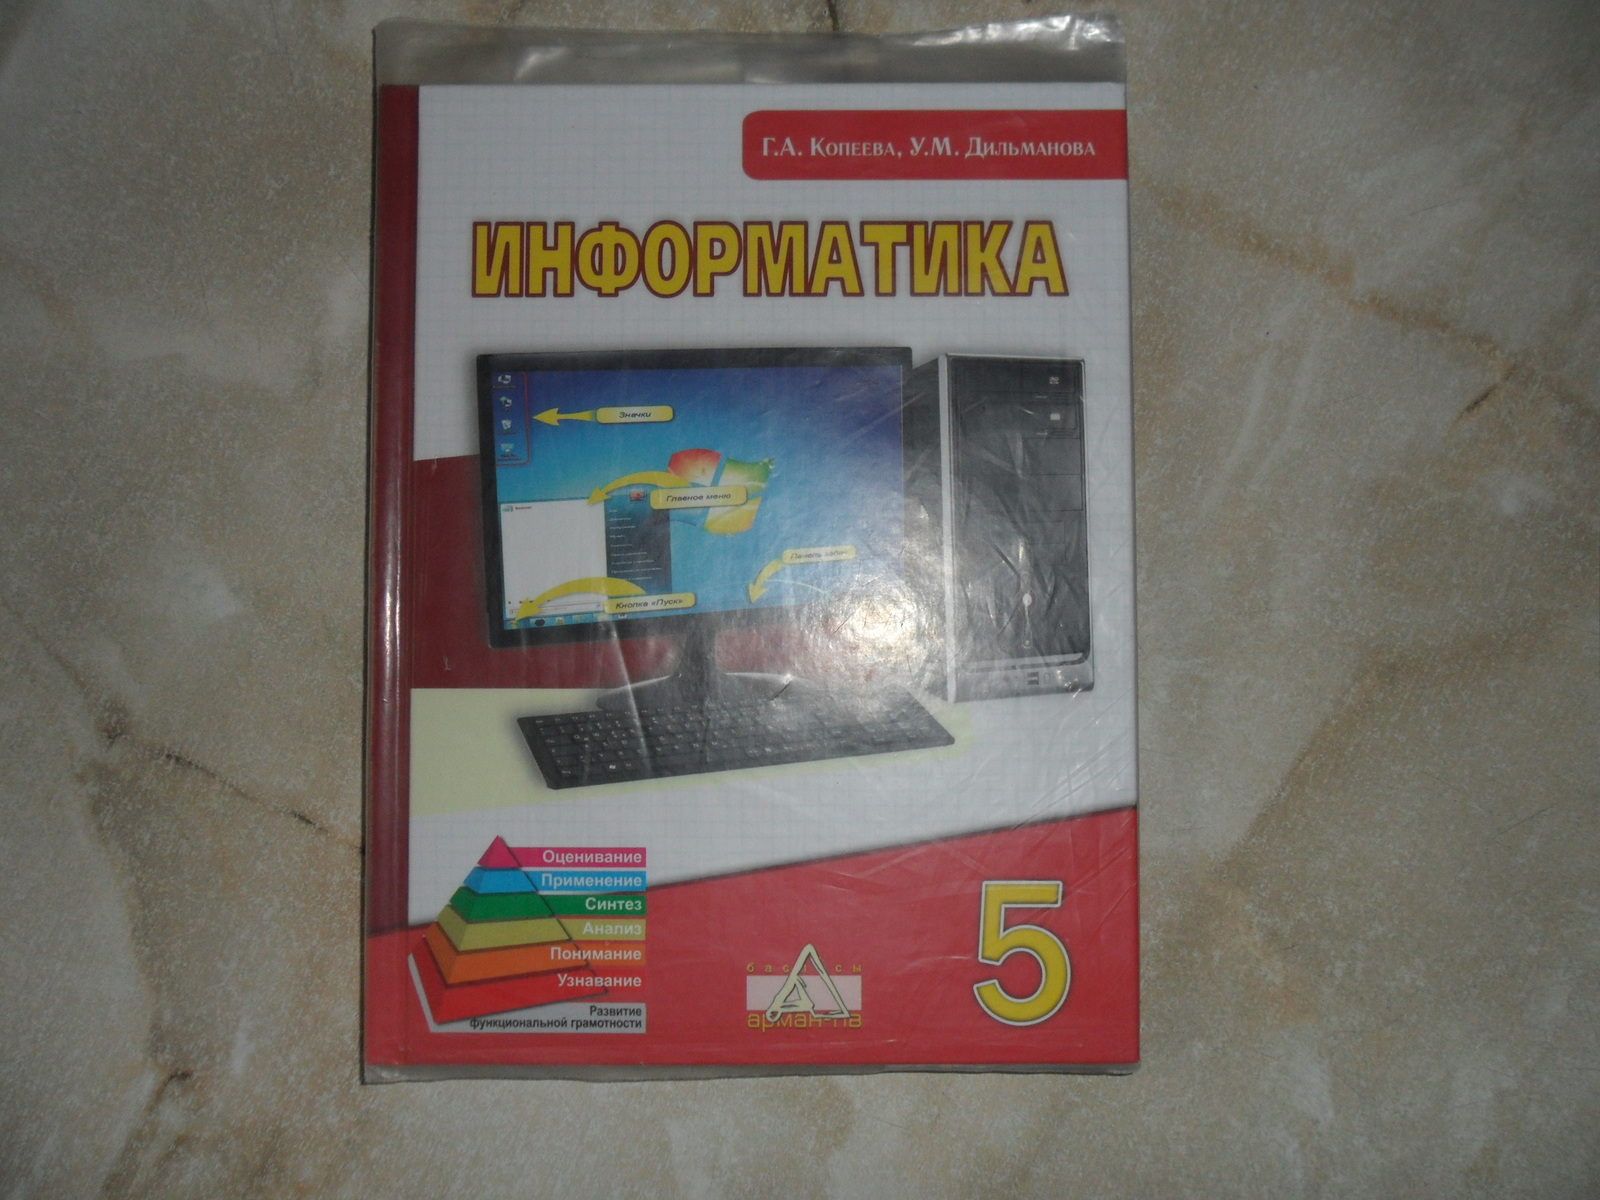 Г.А. Копеева, У.М. Дильманова
ИНФОРМАТИКА
Значки
Главное меню
Панель задач
Кнопка «Пуск»
Оценивание
Применение
Синтез
Анализ
Понимание
Узнавание
Развитие
функциональной грамотности
баспасы
арман-пв
5